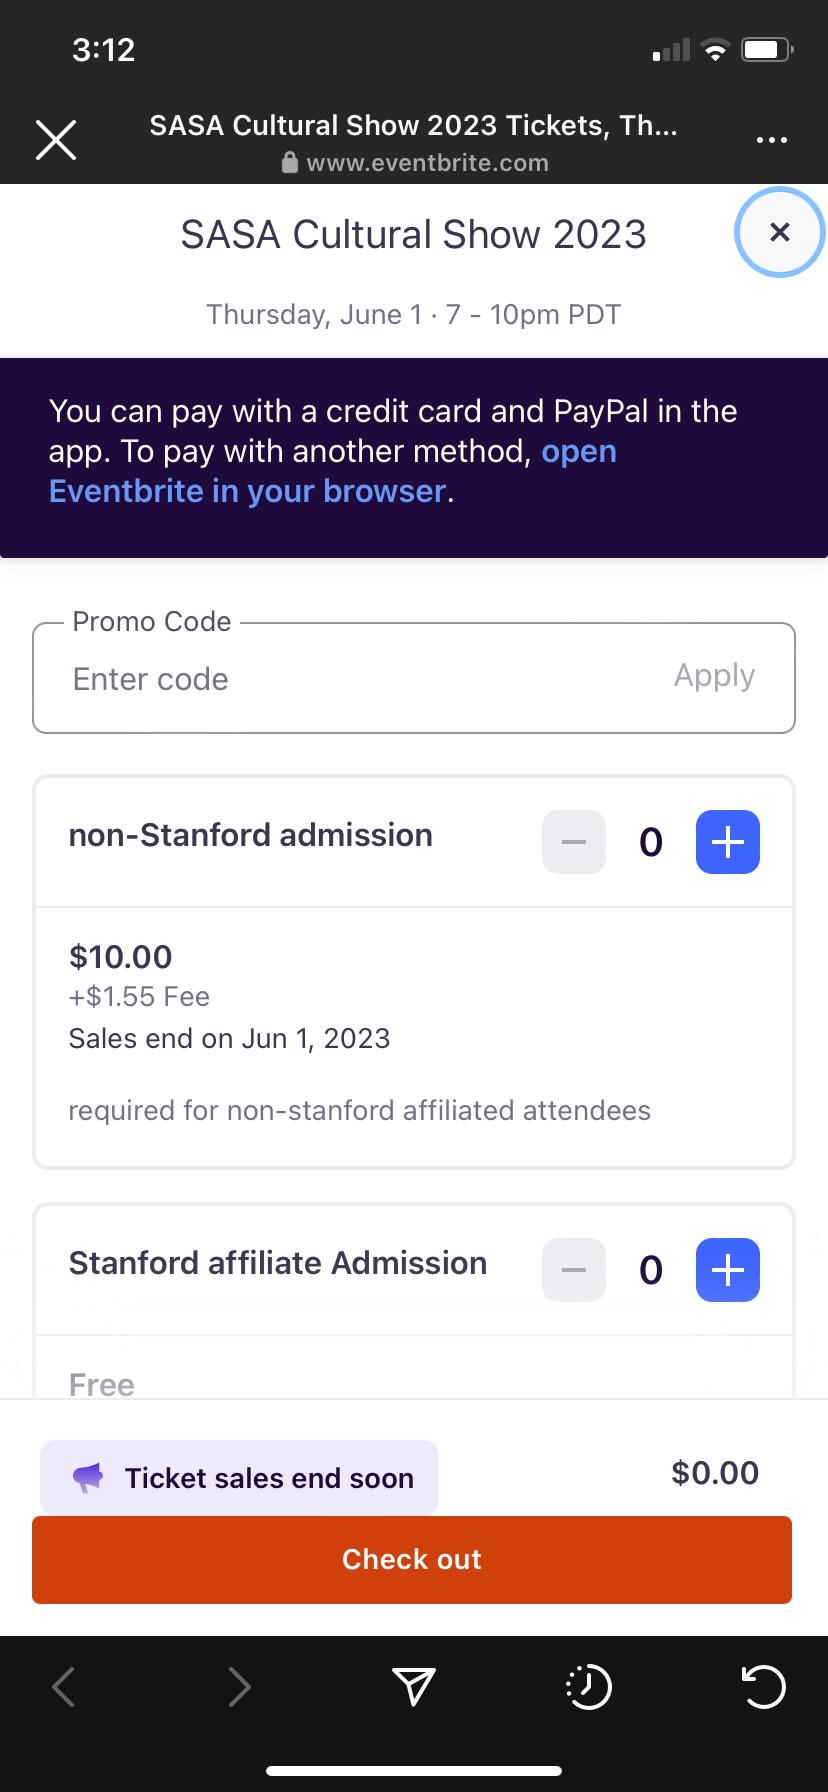 3:12
SASA Cultural Show 2023 Tickets, Th...
www.eventbrite.com
SASA Cultural Show 2023
Thursday, June 1 · 7 - 10pm PDT
You can pay with a credit card and PayPal in the
app. To pay with another method, open
Eventbrite in your browser.
Promo Code
Enter code
Apply
non-Stanford admission
0
$10.00
+$1.55 Fee
Sales end on Jun 1, 2023
required for non-stanford affiliated attendees
Stanford affiliate Admission
0
Free
Ticket sales end soon
$0.00
Check out